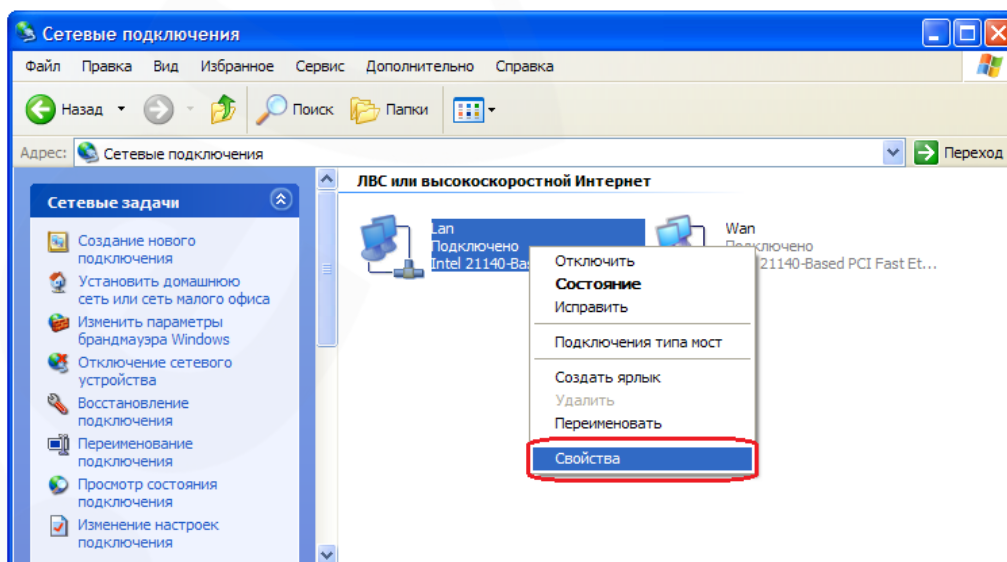 Сетевые подключения
Файл Правка Вид Избранное Сервис Дополнительно Справка
Назад Поиск Папки
Адрес: Сетевые подключения Переход
Сетевые задачи
Создание нового
подключения
Установить домашнюю
сеть или сеть малого офиса
Изменить параметры
брандмауэра Windows
Отключение сетевого
устройства
Восстановление
подключения
Переименование
подключения
Просмотр состояния
подключения
Изменение настроек
подключения
ЛВС или высокоскоростной Интернет
Lan
Подключено
Intel 21140-Bas
Wan
Подключено
21140-Based PCI Fast Et...
Отключить
Состояние
Исправить
Подключения типа мост
Создать ярлык
Удалить
Переименовать
Свойства